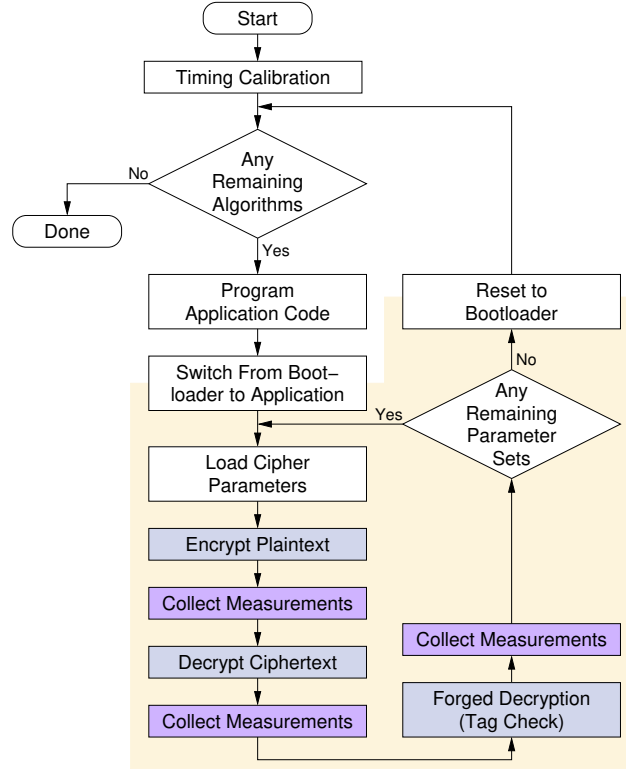 Start
Timing Calibration
Any
Remaining
Algorithms
No
Done
Yes
Program
Application Code
Switch From Boot–
loader to Application
Load Cipher
Parameters
Encrypt Plaintext
Collect Measurements
Decrypt Ciphertext
Collect Measurements
Forged Decryption
(Tag Check)
Collect Measurements
Any
Remaining
Parameter
Sets
Yes
No
Reset to
Bootloader